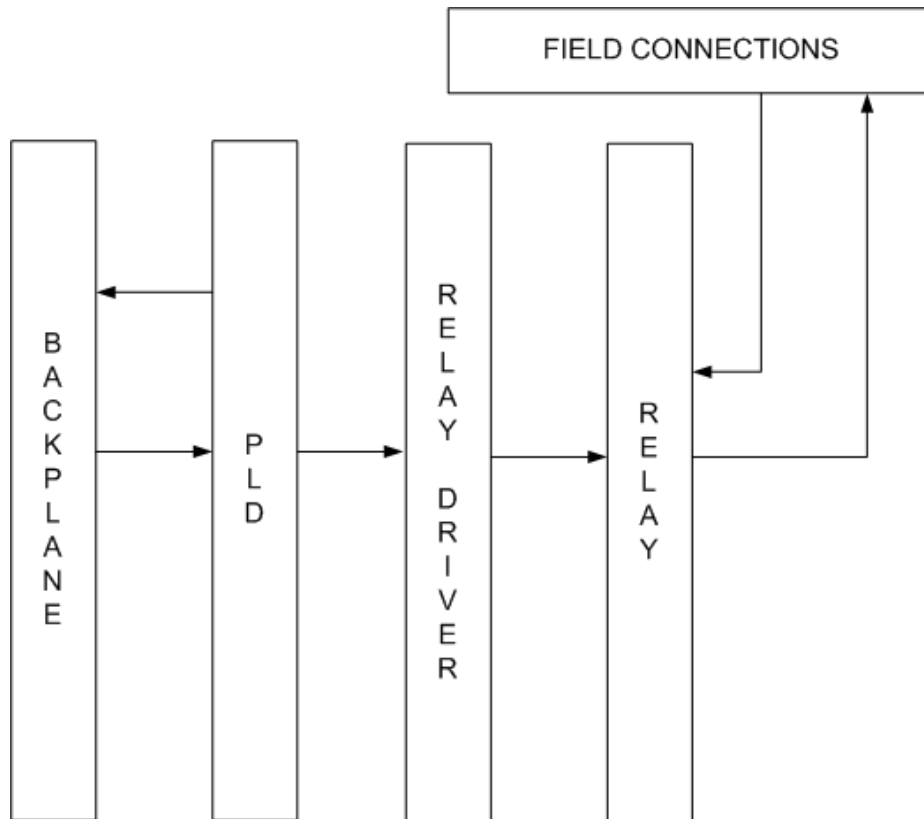 FIELD CONNECTIONS
BACKPLANE
PLD
RELAY DRIVER
RELAY